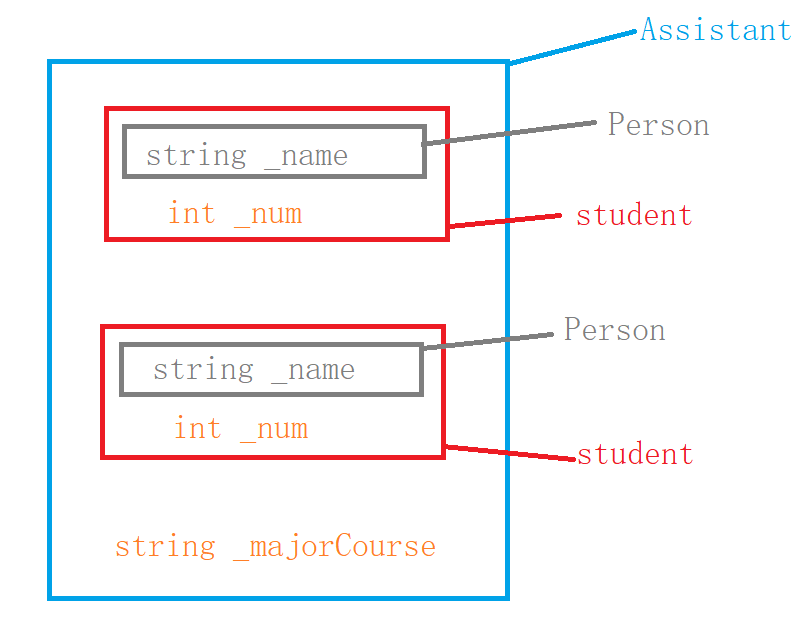 Assistant
Person
string _name
int _num
student
Person
string _name
int _num
student
string _majorCourse